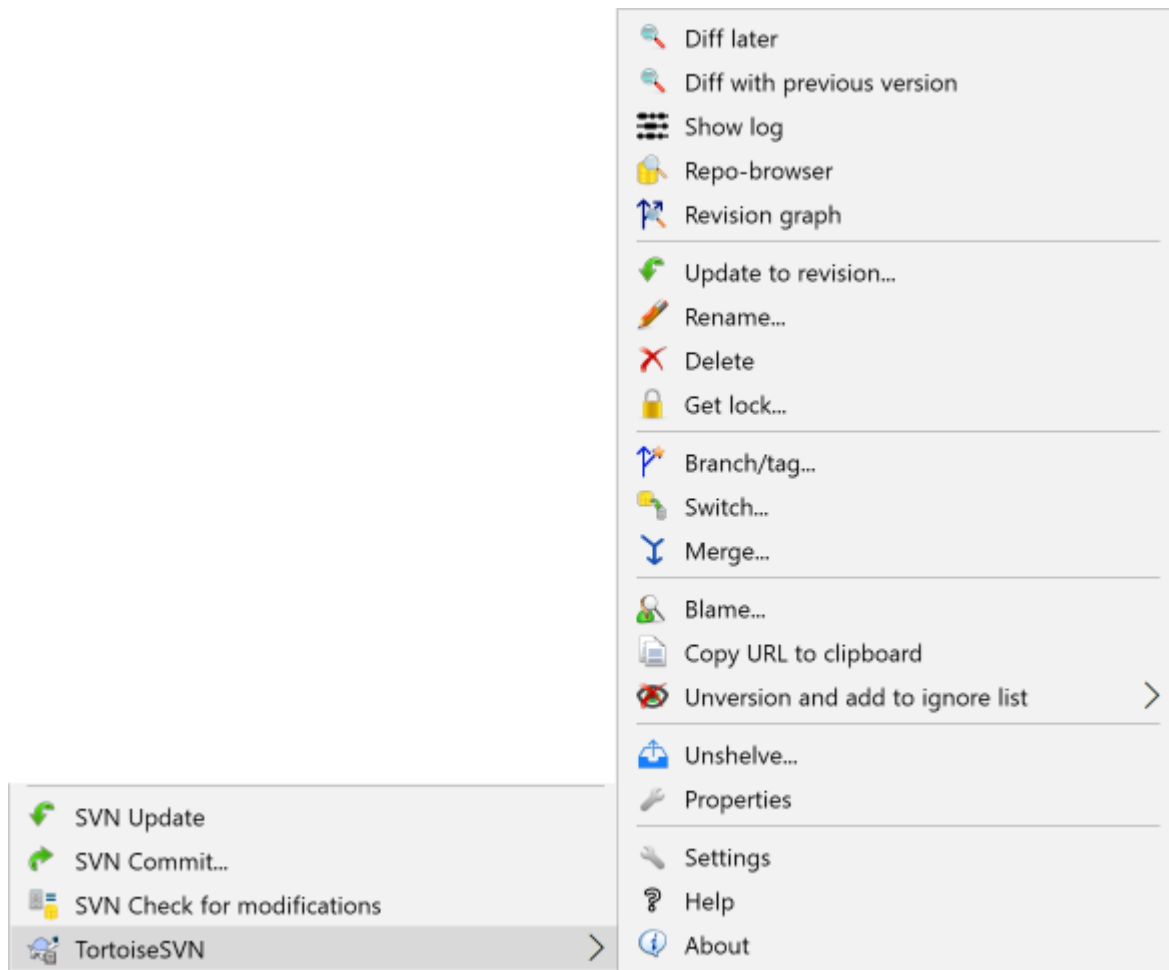 Diff later
Diff with previous version
Show log
Repo-browser
Revision graph
Update to revision...
Rename...
Delete
Get lock...
Branch/tag...
Switch...
Merge...
Blame...
Copy URL to clipboard
Unversion and add to ignore list
Unshelve...
Properties
Settings
Help
About
SVN Update
SVN Commit...
SVN Check for modifications
TortoiseSVN